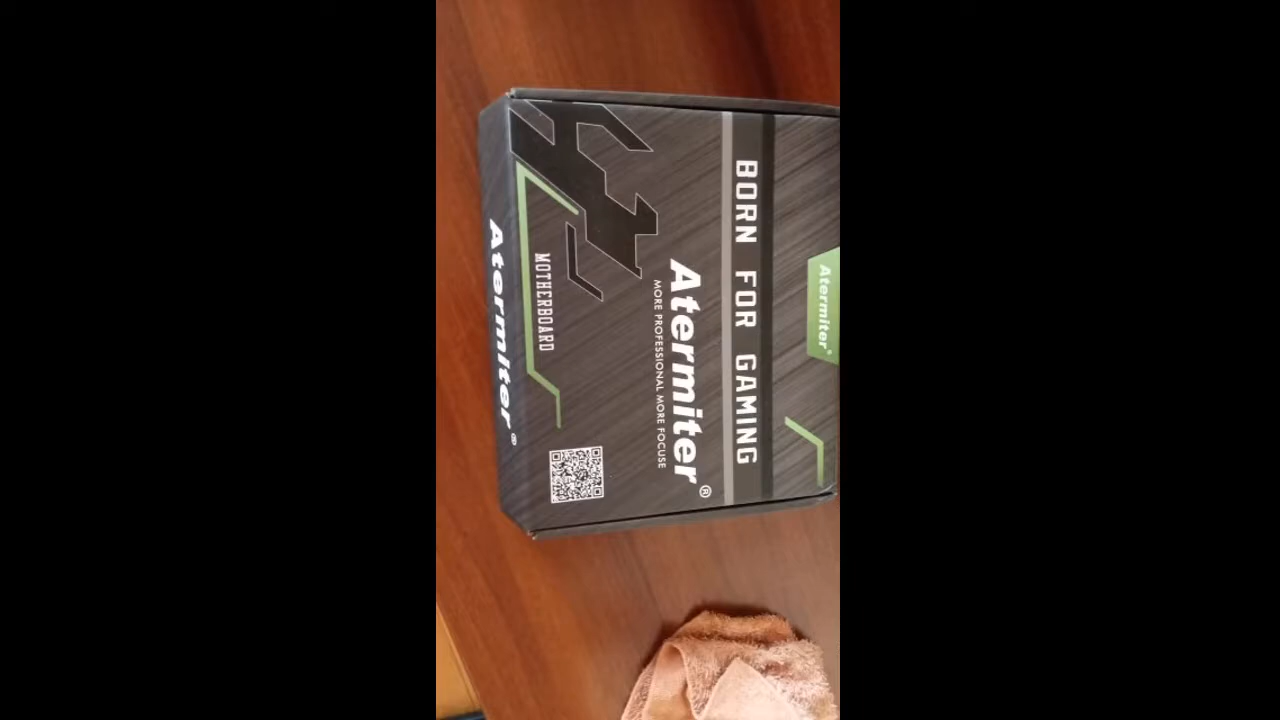 Atermiter®
BORN FOR GAMING
Atermiter®
MORE PROFESSIONAL MORE FOCUSE
MOTHERBOARD
Atermiter®